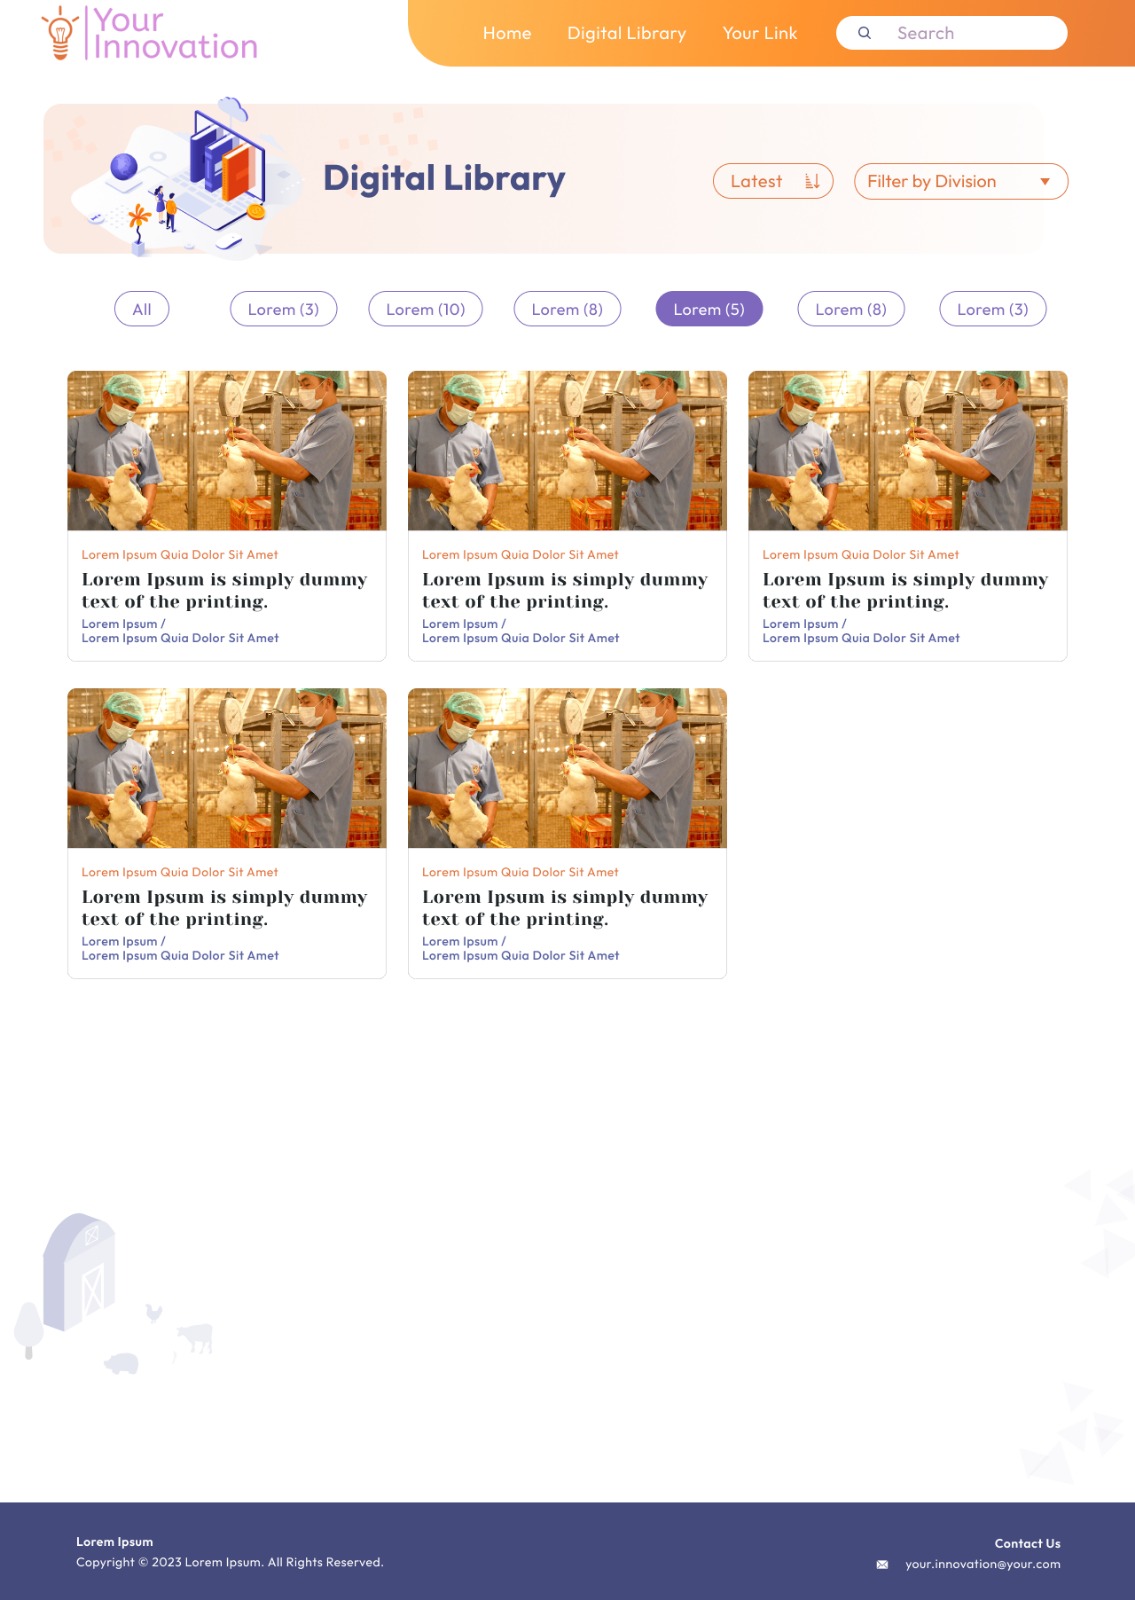 Your
Innovation
Home
Digital Library
Your Link
Search
Digital Library
Latest
Filter by Division
All
Lorem (3)
Lorem (10)
Lorem (8)
Lorem (5)
Lorem (8)
Lorem (3)
Lorem Ipsum Quia Dolor Sit Amet
Lorem Ipsum is simply dummy
text of the printing.
Lorem Ipsum /
Lorem Ipsum Quia Dolor Sit Amet
Lorem Ipsum Quia Dolor Sit Amet
Lorem Ipsum is simply dummy
text of the printing.
Lorem Ipsum /
Lorem Ipsum Quia Dolor Sit Amet
Lorem Ipsum Quia Dolor Sit Amet
Lorem Ipsum is simply dummy
text of the printing.
Lorem Ipsum /
Lorem Ipsum Quia Dolor Sit Amet
Lorem Ipsum Quia Dolor Sit Amet
Lorem Ipsum is simply dummy
text of the printing.
Lorem Ipsum /
Lorem Ipsum Quia Dolor Sit Amet
Lorem Ipsum Quia Dolor Sit Amet
Lorem Ipsum is simply dummy
text of the printing.
Lorem Ipsum /
Lorem Ipsum Quia Dolor Sit Amet
Lorem Ipsum
Copyright © 2023 Lorem Ipsum. All Rights Reserved.
Contact Us
your.innovation@your.com